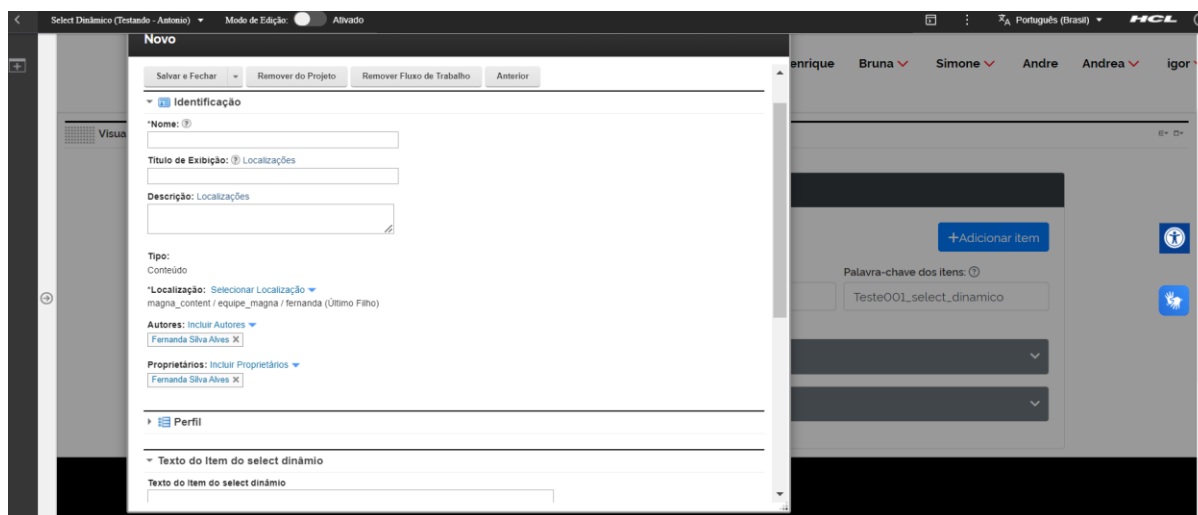 Select Dinâmico (Testando - Antonio)
Modo de Edição:
Ativado
Português (Brasil)
HCL
Novo
enrique
Bruna
Simone
Andre
Andrea
igor
Salvar e Fechar
Remover do Projeto
Remover Fluxo de Trabalho
Anterior
Identificação
*Nome:
Título de Exibição: Localizações
Descrição: Localizações
Tipo:
Conteúdo
*Localização: Selecionar Localização
magna_content / equipe_magna / fernanda (Último Filho)
Autores: Incluir Autores
Fernanda Silva Alves X
Proprietários: Incluir Proprietários
Fernanda Silva Alves X
Perfil
Texto do Item do select dinâmio
Texto do Item do select dinâmio
Visua
+Adicionar item
Palavra-chave dos itens:
Teste001_select_dinamico